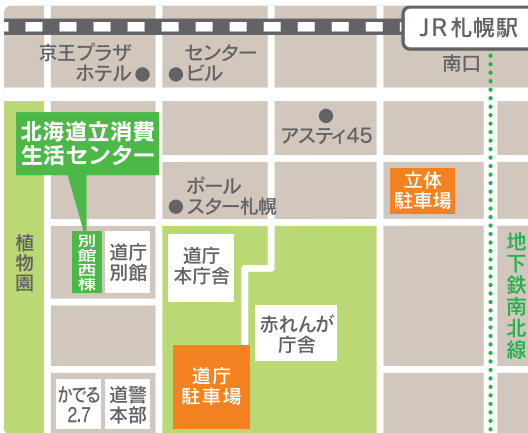 JR札幌駅
南口
京王プラザ
ホテル
センター
ビル
アスティ45
北海道立消費
生活センター
立体
駐車場
ポール
スター札幌
植物園
別館西棟
道庁
別館
道庁
本庁舎
地下鉄南北線
赤れんが
庁舎
道庁
駐車場
かでる
2.7
道警
本部